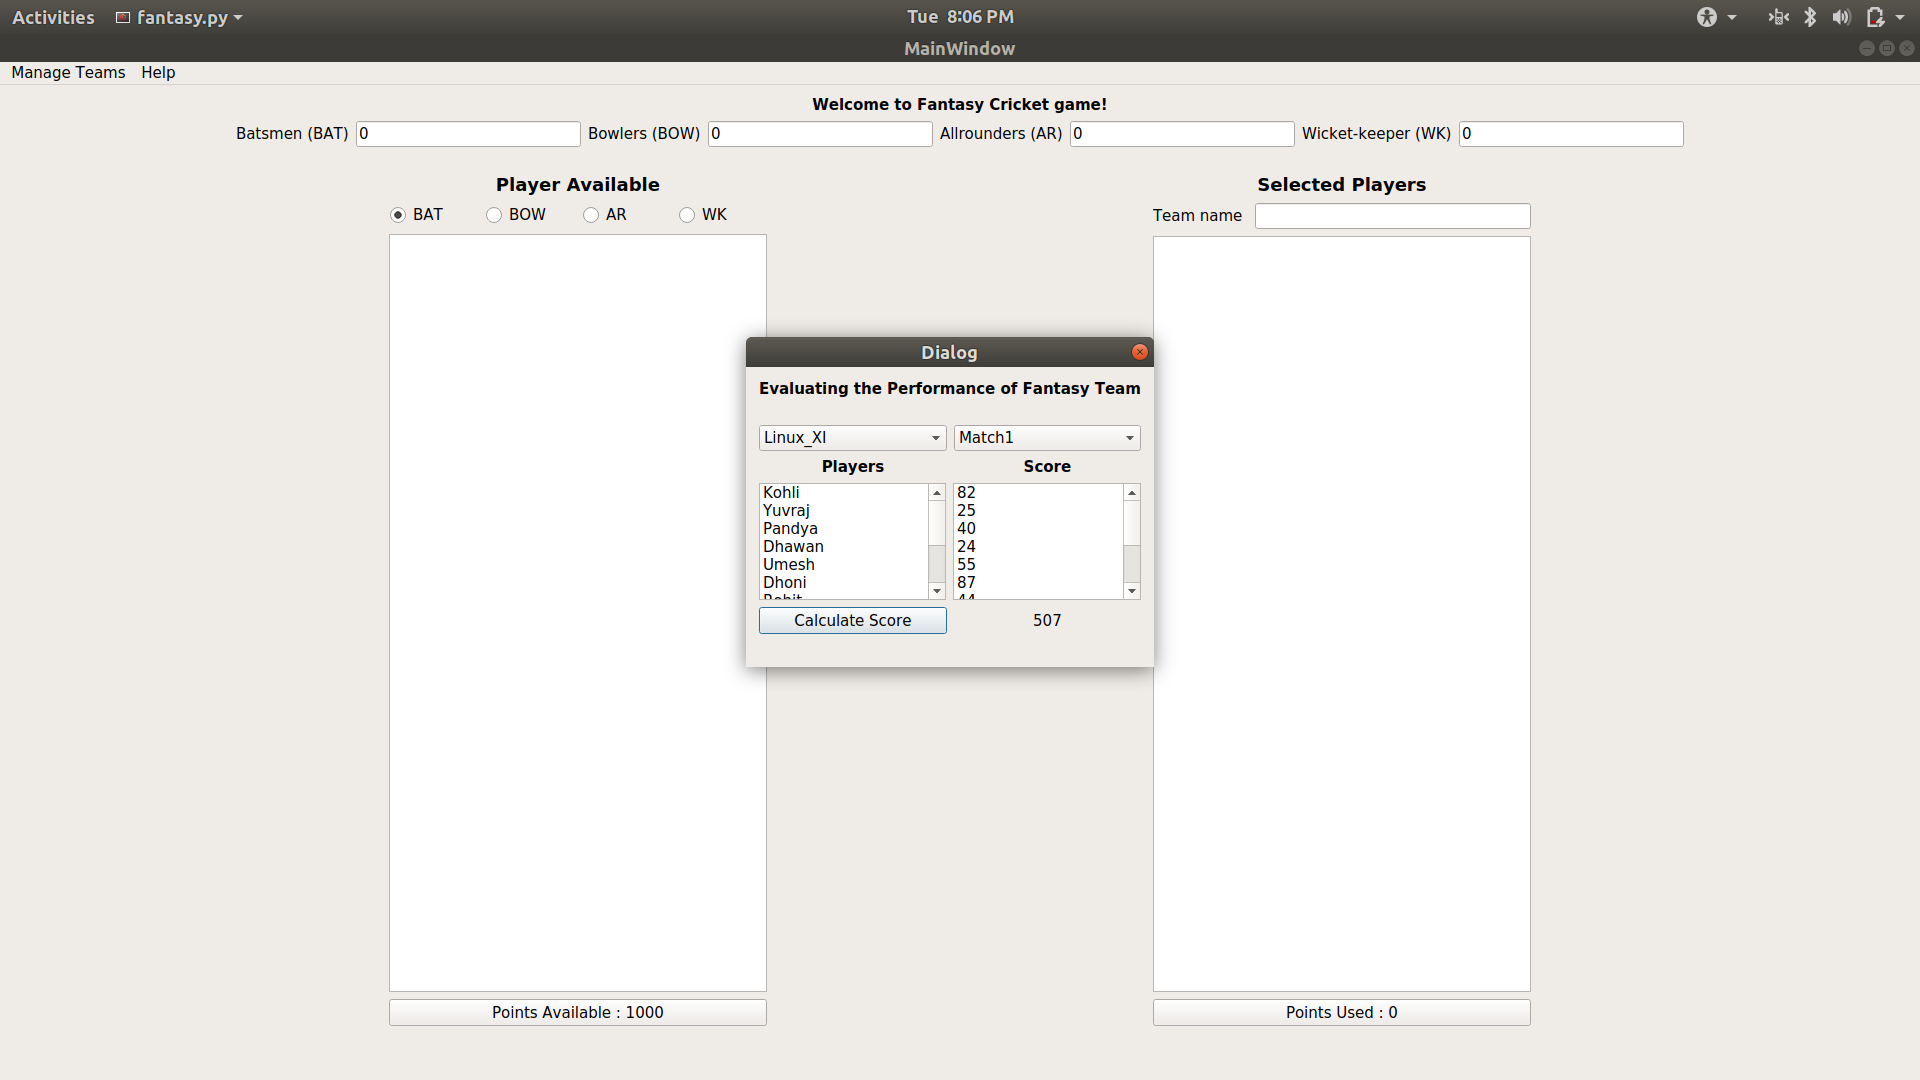 Activities fantasy.py Tue 8:06 PM
MainWindow
Manage Teams Help
Welcome to Fantasy Cricket game!
Batsmen (BAT) 0 Bowlers (BOW) 0 Allrounders (AR) 0 Wicket-keeper (WK) 0
Player Available
BAT BOW AR WK
Selected Players
Team name
Dialog
Evaluating the Performance of Fantasy Team
Linux_XI Match1
Players Score
Kohli 82
Yuvraj 25
Pandya 40
Dhawan 24
Umesh 55
Dhoni 87
Rohit 44
Calculate Score 507
Points Available : 1000
Points Used : 0